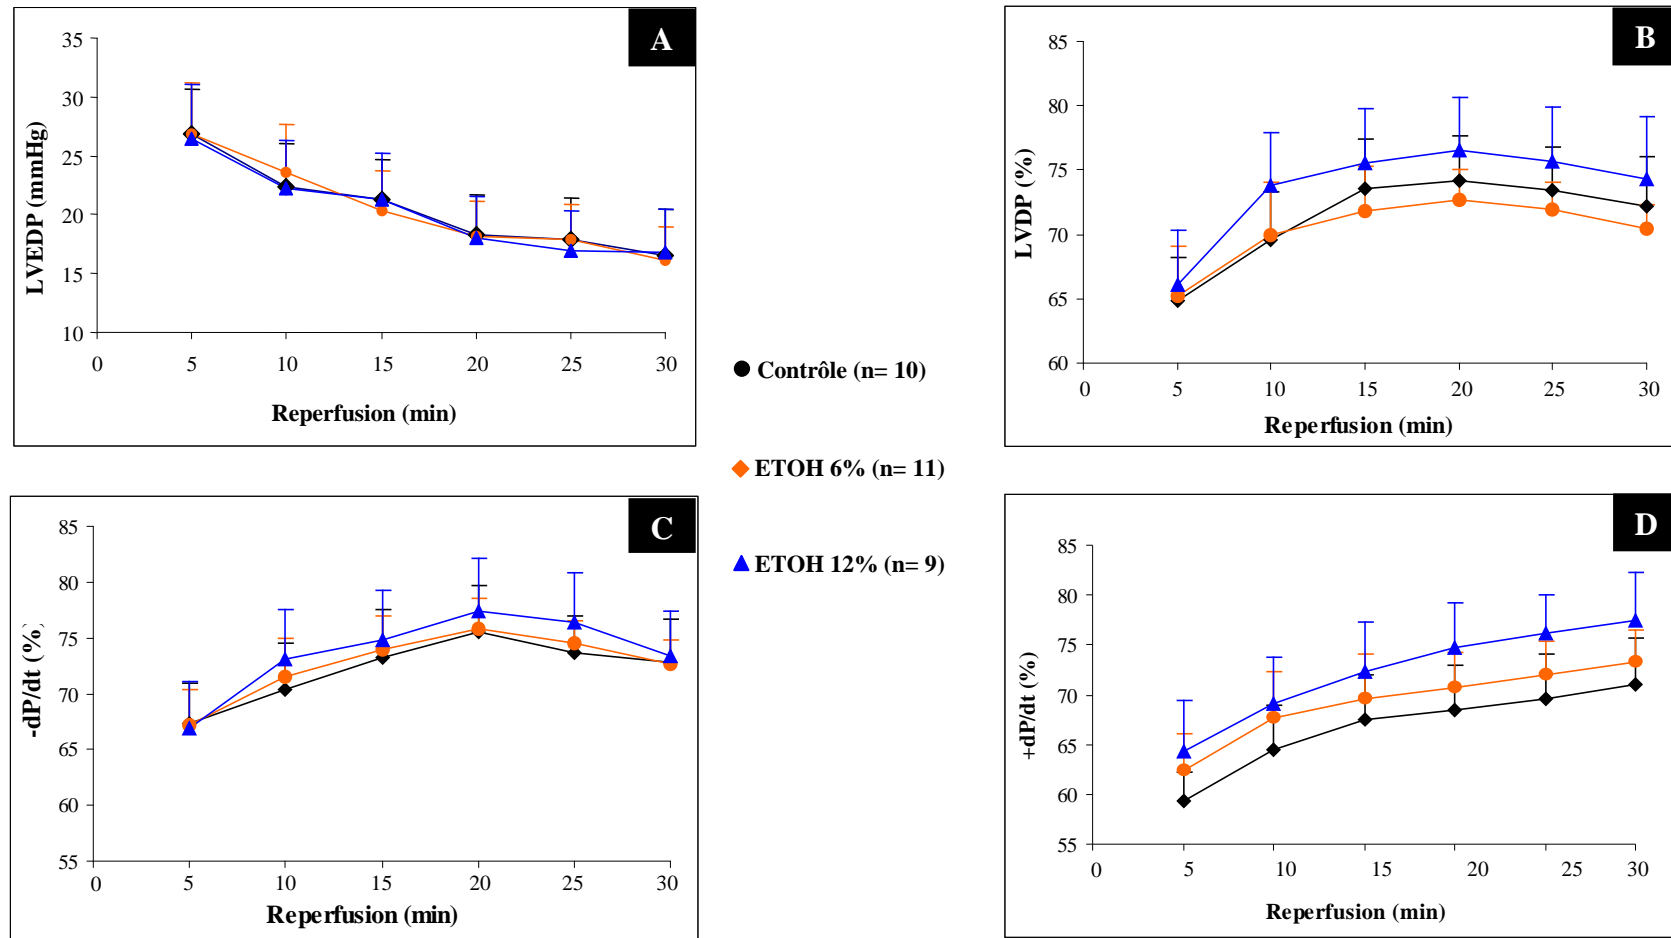 A
35
30
25
20
15
10
LVEDP (mmHg)
0 5 10 15 20 25 30
Reperfusion (min)
B
85
80
75
70
65
60
LVDP (%)
0 5 10 15 20 25 30
Reperfusion (min)
Contrôle (n= 10)
ETOH 6% (n= 11)
ETOH 12% (n= 9)
C
85
80
75
70
65
60
55
-dP/dt (%)
0 5 10 15 20 25 30
Reperfusion (min)
D
85
80
75
70
65
60
55
+dP/dt (%)
0 5 10 15 20 25 30
Reperfusion (min)